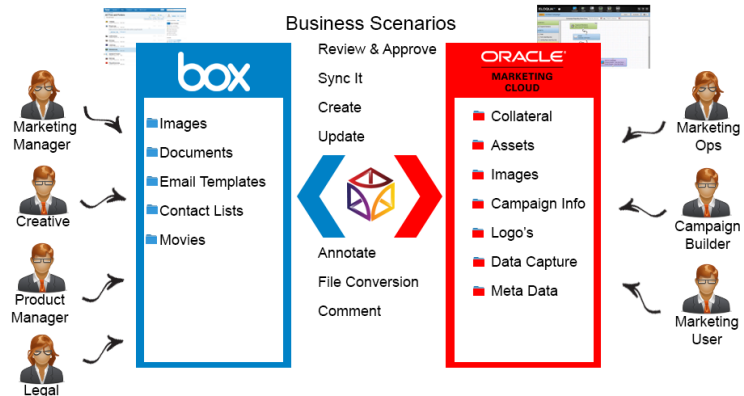 Business Scenarios
Marketing
Manager
Creative
Product
Manager
Legal
box
Images
Documents
Email Templates
Contact Lists
Movies
Review & Approve
Sync It
Create
Update
Annotate
File Conversion
Comment
ORACLE
MARKETING
CLOUD
Collateral
Assets
Images
Campaign Info
Logo's
Data Capture
Meta Data
Marketing
Ops
Campaign
Builder
Marketing
User